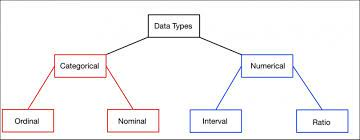 Data Types
Categorical
Numerical
Ordinal
Nominal
Interval
Ratio